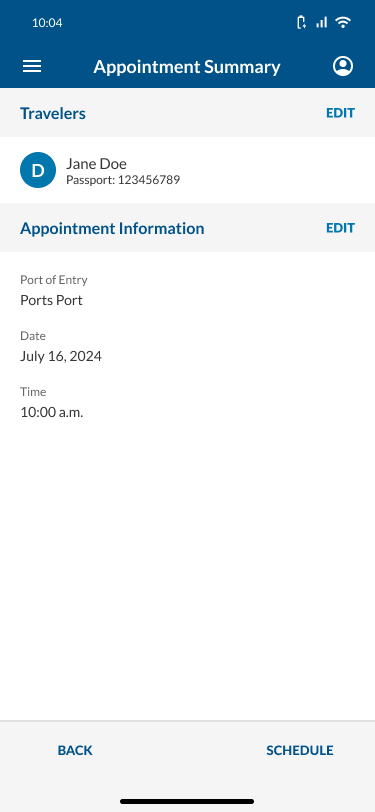 10:04
Appointment Summary
Travelers EDIT
D
Jane Doe
Passport: 123456789
Appointment Information EDIT
Port of Entry
Ports Port
Date
July 16, 2024
Time
10:00 a.m.
BACK SCHEDULE